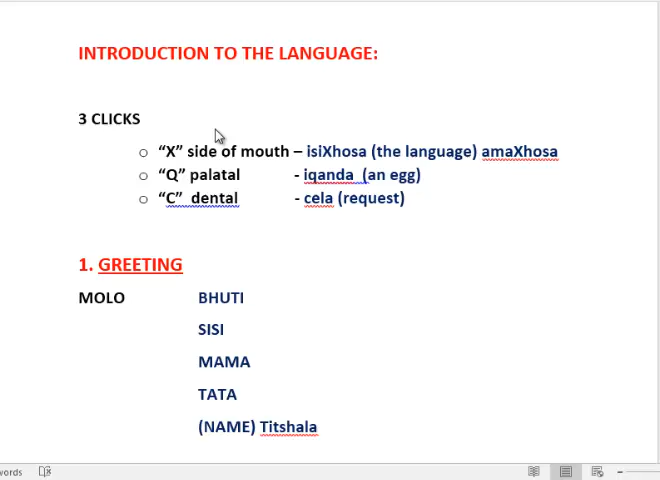 INTRODUCTION TO THE LANGUAGE:
3 CLICKS
o “X” side of mouth – isiXhosa (the language) amaXhosa
o “Q” palatal - iqanda (an egg)
o “C” dental - cela (request)
1. GREETING
MOLO BHUTI
SISI
MAMA
TATA
(NAME) Titshala
words